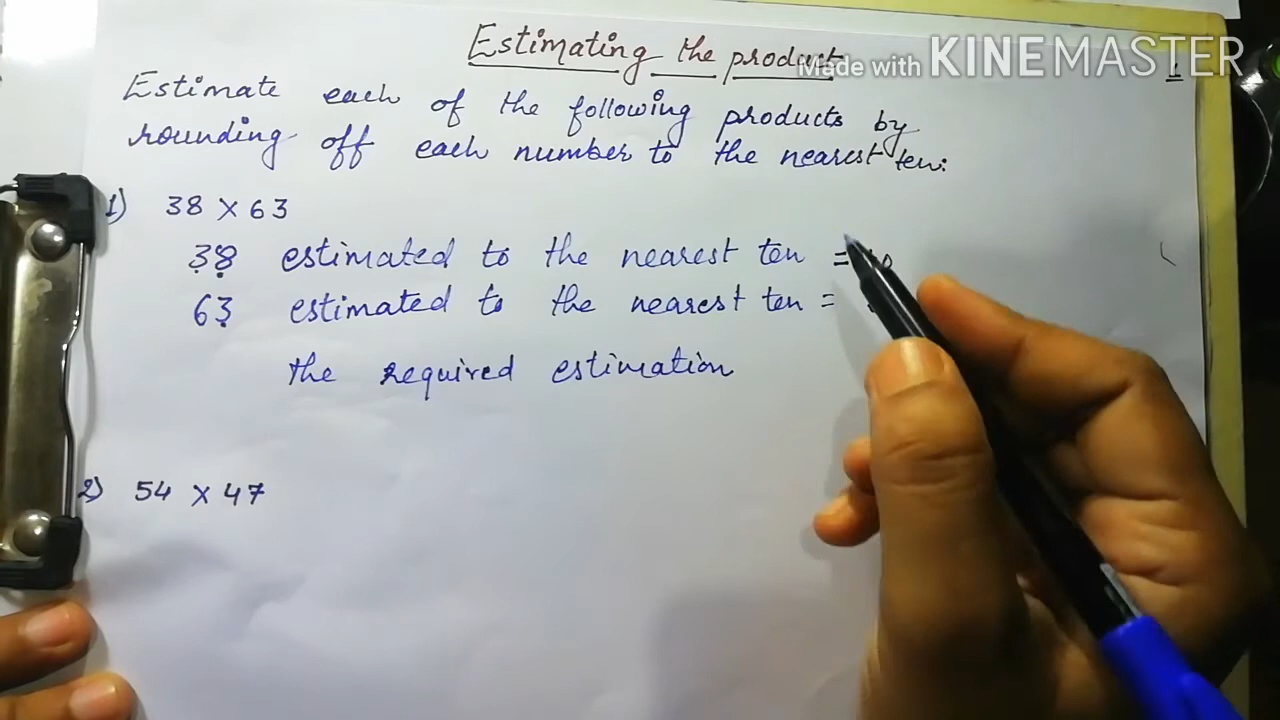 Estimating the product
Made with KINEMASTER
1
Estimate each of the following products by
rounding off each number to the nearest ten:
1) 38 X 63
38 estimated to the nearest ten =
63 estimated to the nearest ten =
the required estimation
2) 54 X 47